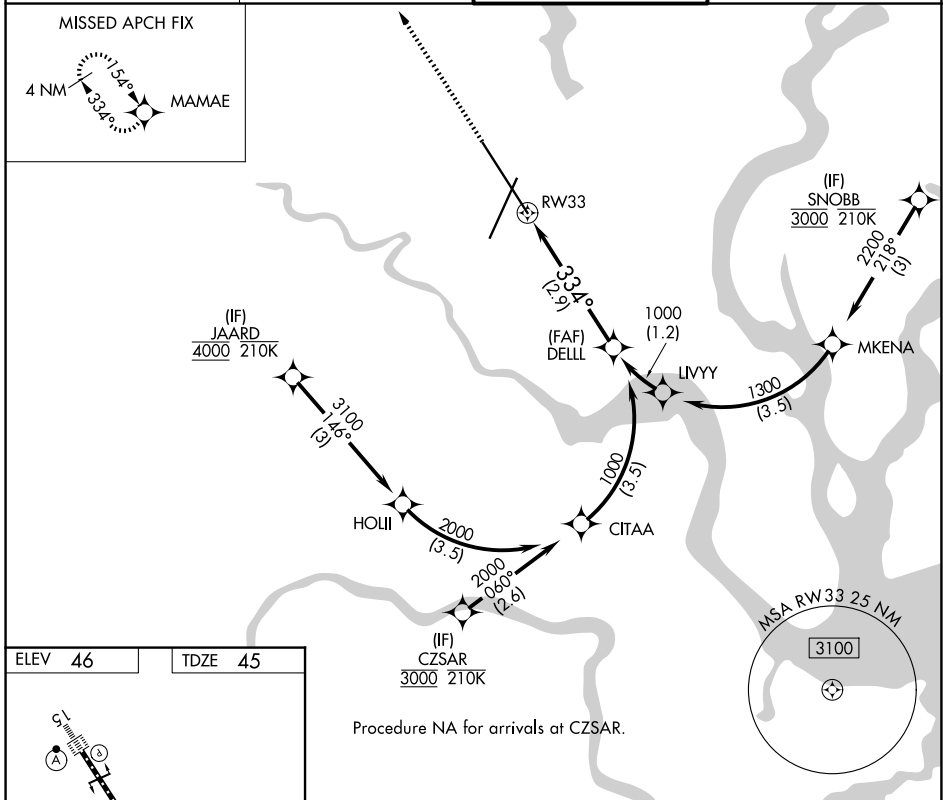 MISSED APCH FIX
4 NM
154°
334°
MAMAE
RW33
(IF)
SNOBB
3000 210K
2200
218°
(3)
334°
(2.9)
1000
(1.2)
(FAF)
DELLL
MKENA
LIVYY
1300
(3.5)
(IF)
JAARD
4000 210K
3100
146°
(3)
HOLII
2000
(3.5)
1000
(3.5)
CITAA
2000
060°
(2.6)
(IF)
CZSAR
3000 210K
Procedure NA for arrivals at CZSAR.
MSA RW33 25 NM
3100
ELEV 46
TDZE 45
15
A
P